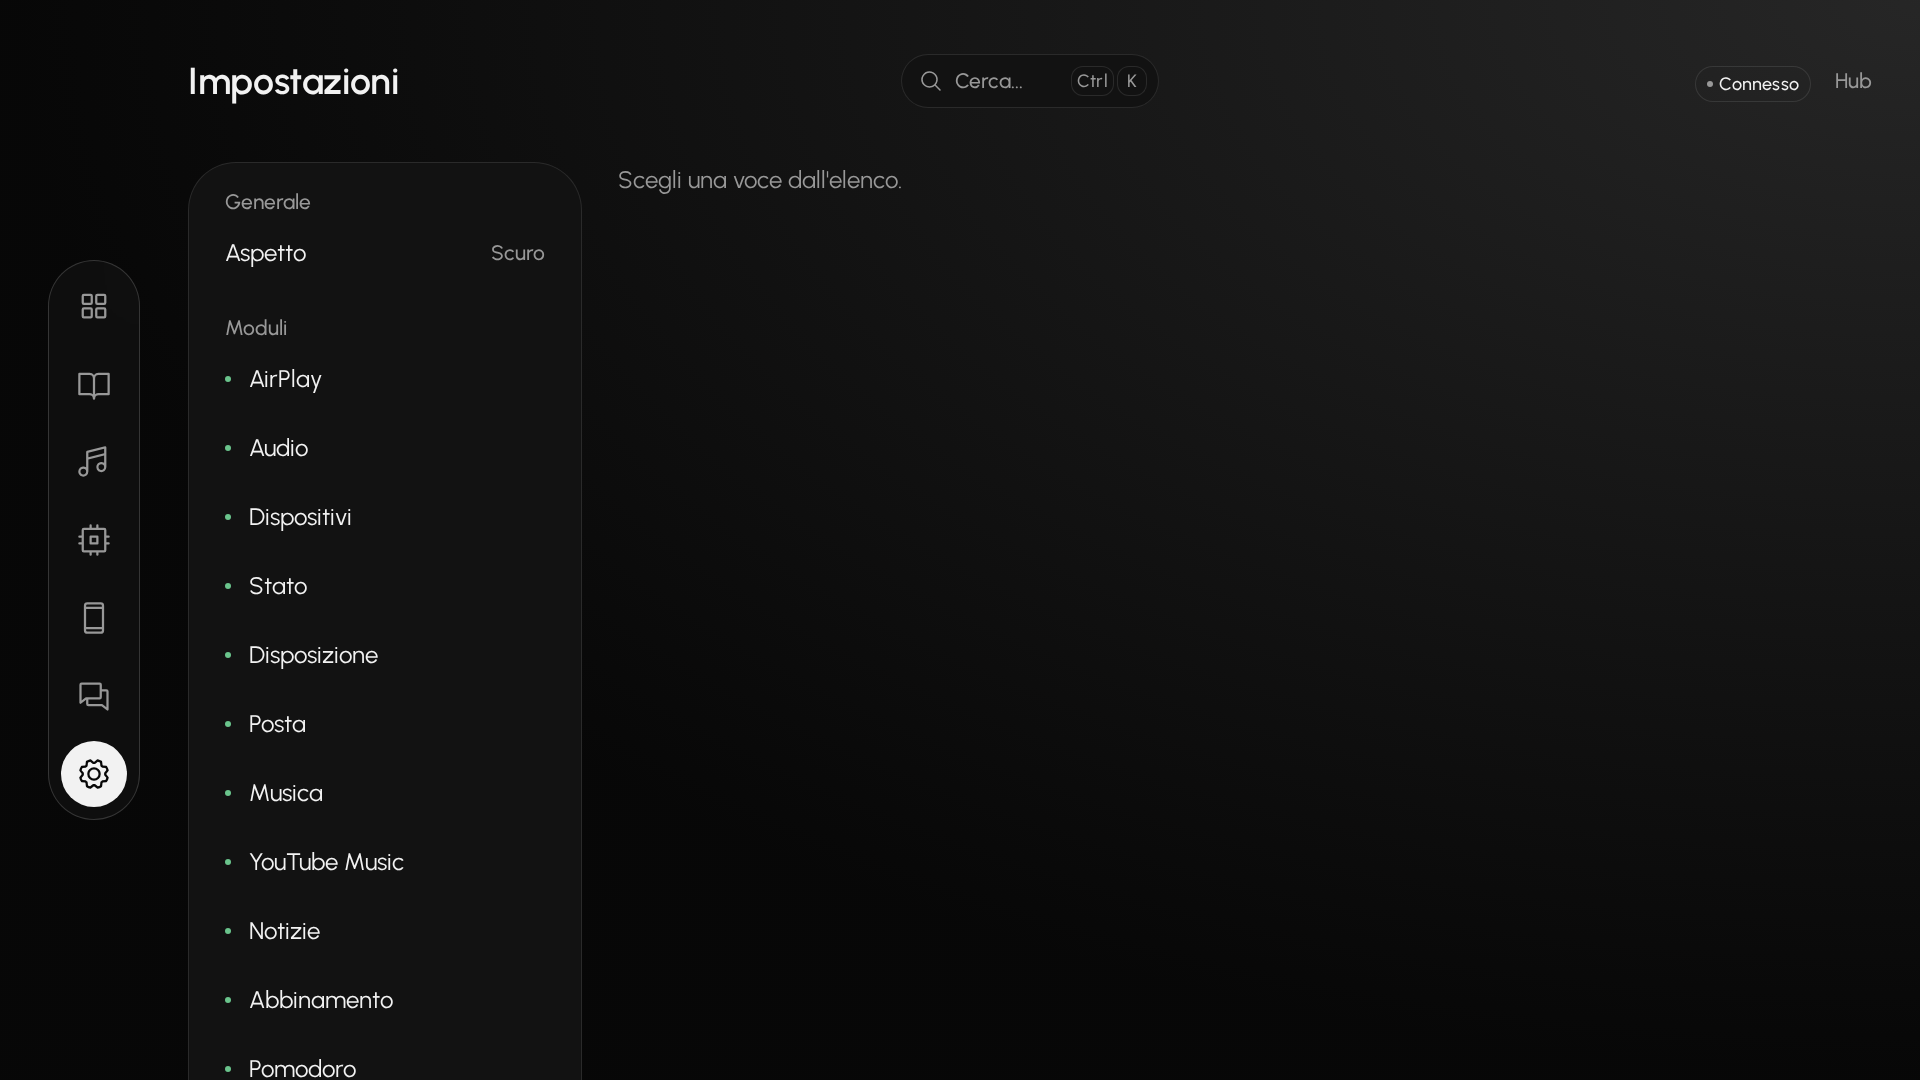 Impostazioni
Cerca...
Ctrl K
Connesso
Hub
Generale
Aspetto
Scuro
Moduli
AirPlay
Audio
Dispositivi
Stato
Disposizione
Posta
Musica
YouTube Music
Notizie
Abbinamento
Pomodoro
Scegli una voce dall'elenco.